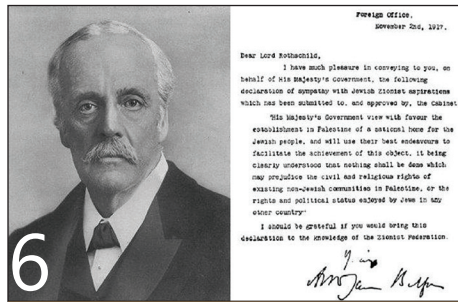 Foreign Office,
November 2nd, 1917.
Dear Lord Rothschild,
I have much pleasure in conveying to you, on
behalf of His Majesty's Government, the following
declaration of sympathy with Jewish Zionist aspirations
which has been submitted to, and approved by, the Cabinet
"His Majesty's Government view with favour the
establishment in Palestine of a national home for the
Jewish people, and will use their best endeavours to
facilitate the achievement of this object, it being
clearly understood that nothing shall be done which
may prejudice the civil and religious rights of
existing non-Jewish communities in Palestine, or the
rights and political status enjoyed by Jews in any
other country"
I should be grateful if you would bring this
declaration to the knowledge of the Zionist Federation.
6